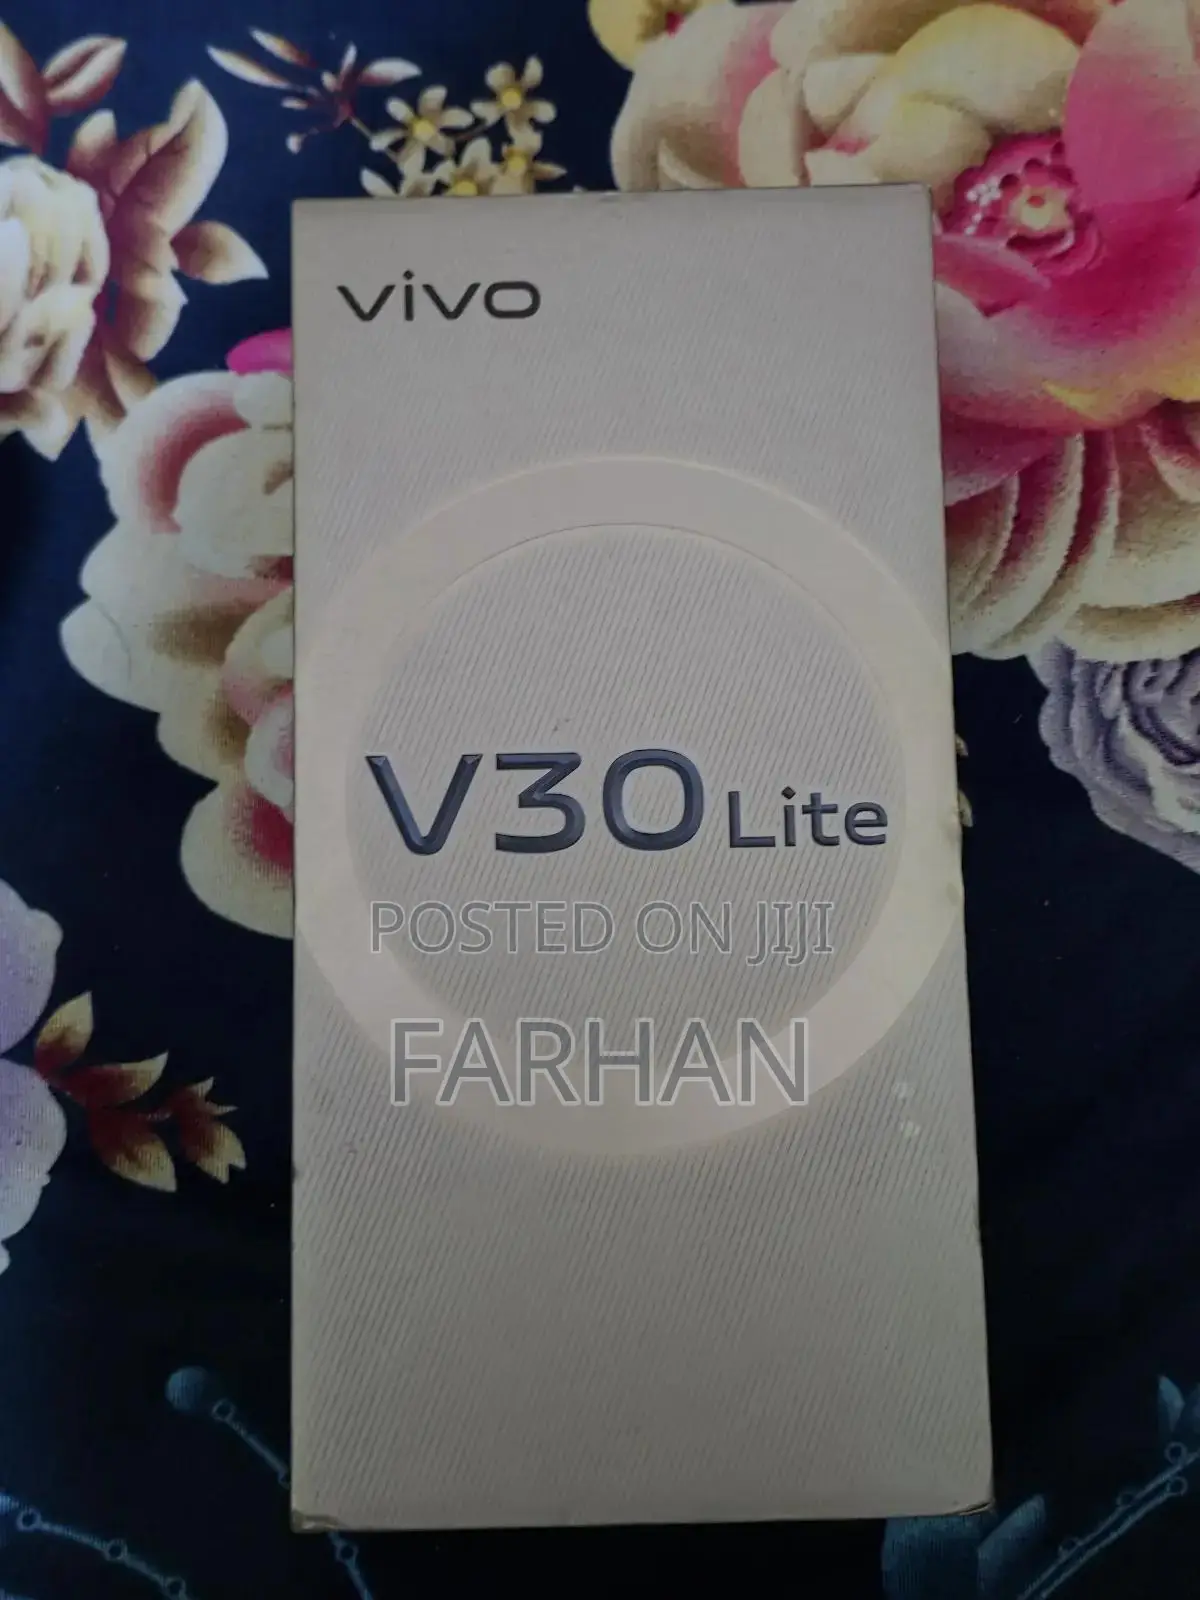 vivo
V30 Lite
POSTED ON JIJI
FARHAN